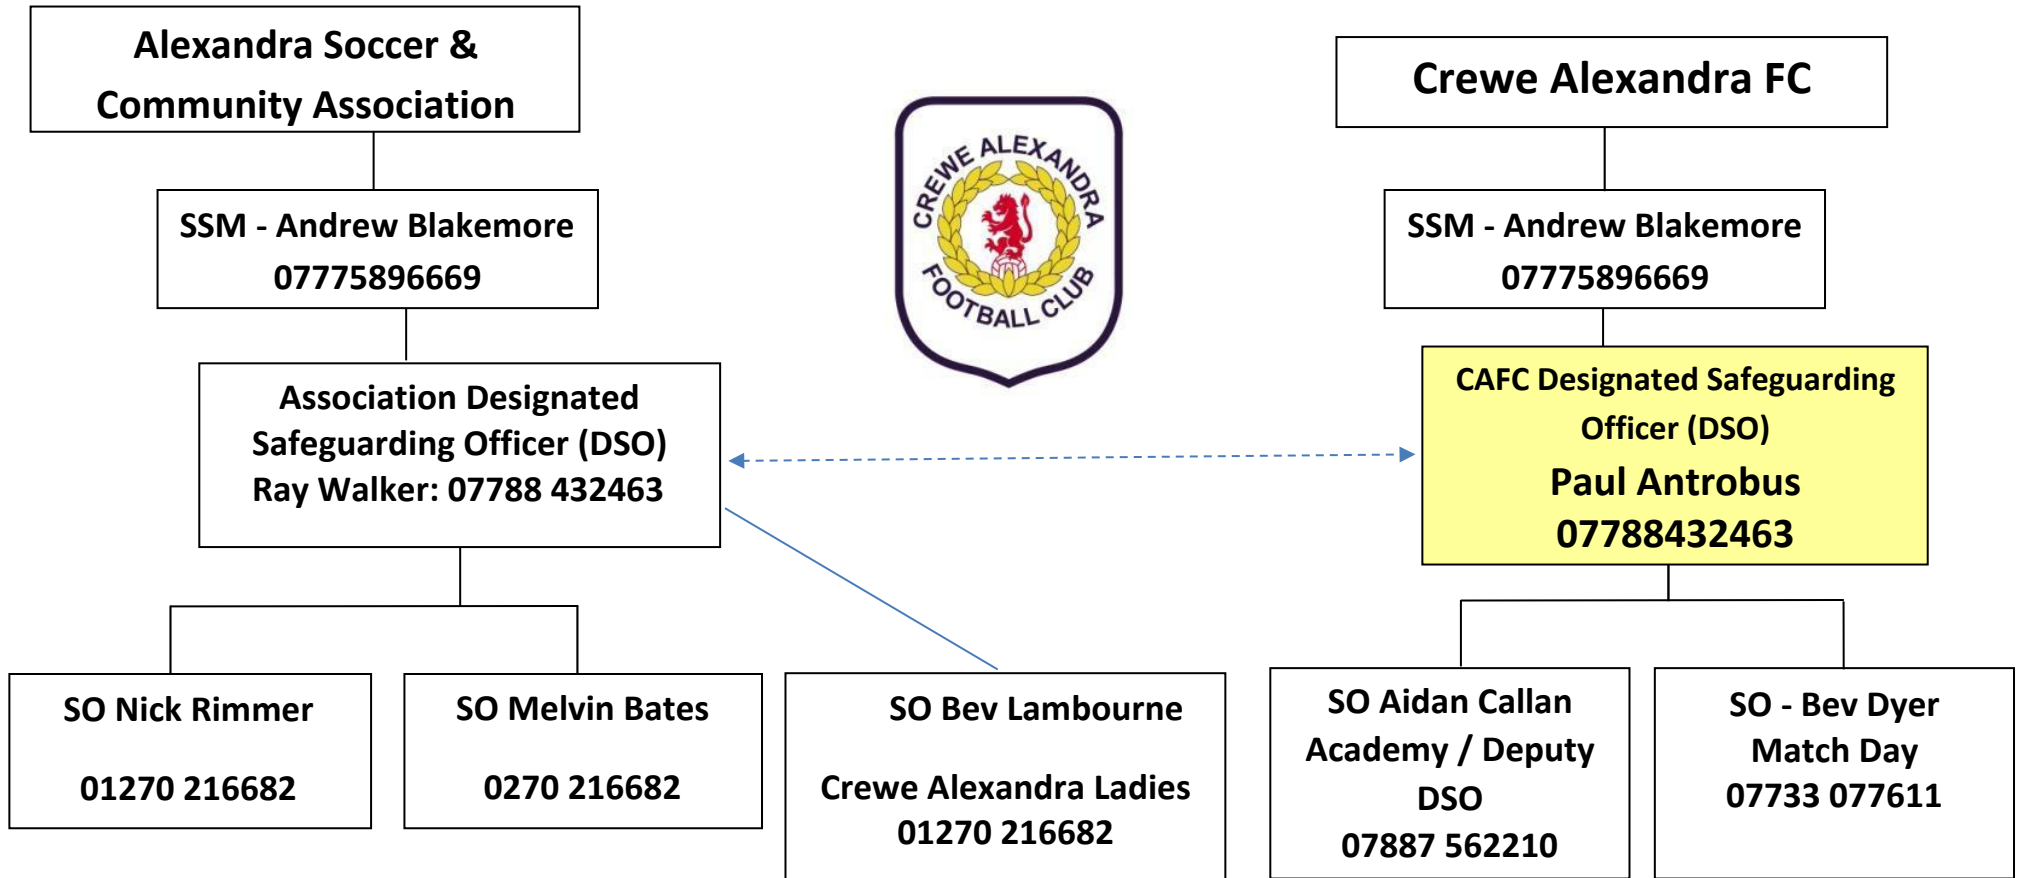 Alexandra Soccer &
Community Association
SSM - Andrew Blakemore
07775896669
Association Designated
Safeguarding Officer (DSO)
Ray Walker: 07788 432463
SO Nick Rimmer
01270 216682
SO Melvin Bates
0270 216682
SO Bev Lambourne
Crewe Alexandra Ladies
01270 216682
CREWE ALEXANDRA
FOOTBALL CLUB
Crewe Alexandra FC
SSM - Andrew Blakemore
07775896669
CAFC Designated Safeguarding
Officer (DSO)
Paul Antrobus
07788432463
SO Aidan Callan
Academy / Deputy
DSO
07887 562210
SO - Bev Dyer
Match Day
07733 077611